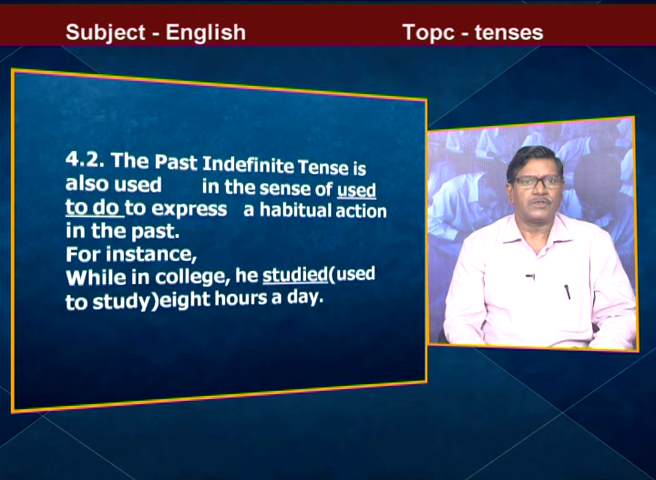 Subject - English
Topc - tenses
4.2. The Past Indefinite Tense is
also used in the sense of used
to do to express a habitual action
in the past.
For instance,
While in college, he studied(used
to study)eight hours a day.